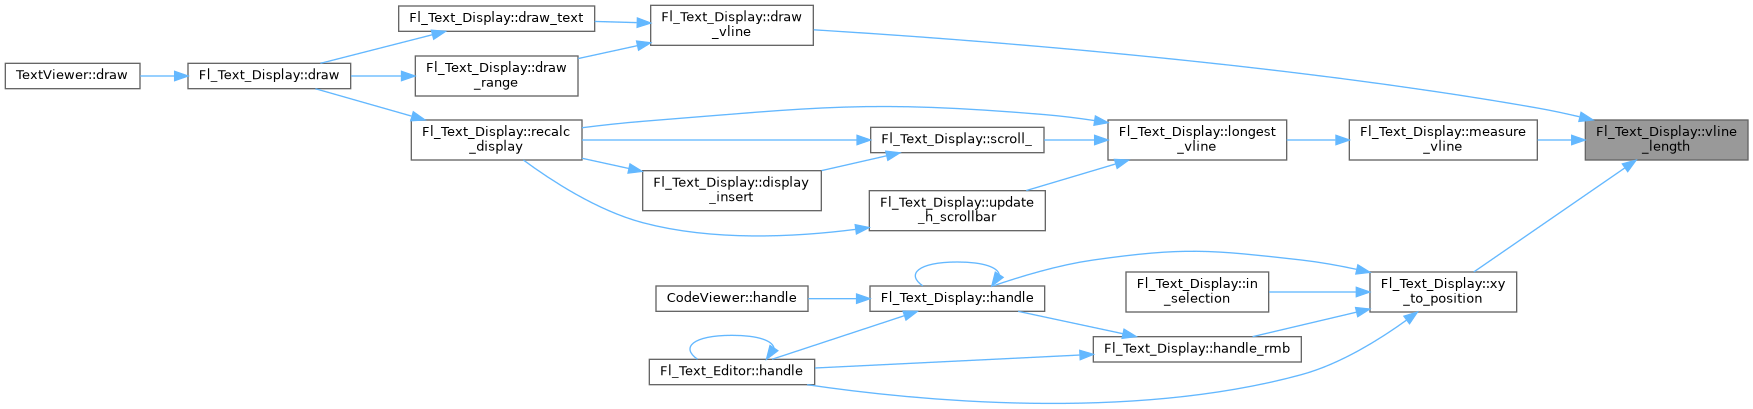 Fl_Text_Display::draw_text
Fl_Text_Display::draw
_vline
TextViewer::draw
Fl_Text_Display::draw
Fl_Text_Display::draw
_range
Fl_Text_Display::recalc
_display
Fl_Text_Display::scroll_
Fl_Text_Display::longest
_vline
Fl_Text_Display::measure
_vline
Fl_Text_Display::vline
_length
Fl_Text_Display::display
_insert
Fl_Text_Display::update
_h_scrollbar
CodeViewer::handle
Fl_Text_Display::handle
Fl_Text_Display::in
_selection
Fl_Text_Display::xy
_to_position
Fl_Text_Display::handle_rmb
Fl_Text_Editor::handle